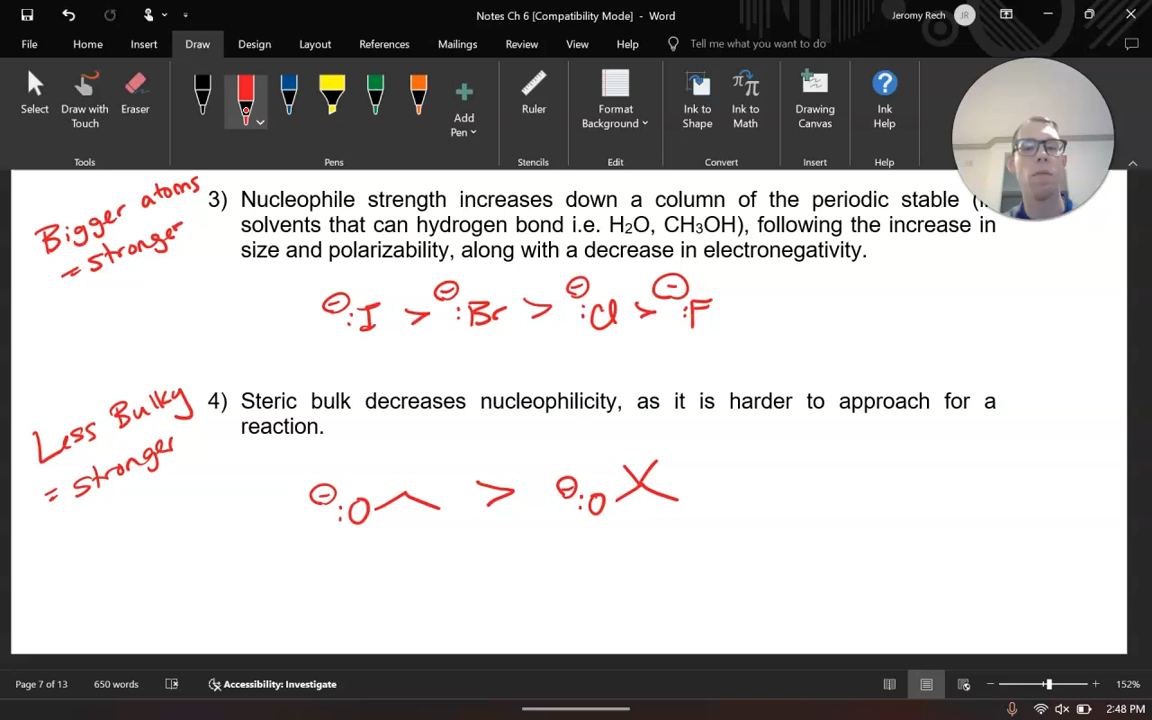 Notes Ch 6 [Compatibility Mode] - Word
Jeromy Rech
JR
File Home Insert Draw Design Layout References Mailings Review View Help Tell me what you want to do
Select
Draw with Touch
Eraser
Add Pen
Ruler
Format Background
Ink to Shape
Ink to Math
Drawing Canvas
Ink Help
Tools Pens Stencils Edit Convert Insert Help
Bigger atoms
= stronger
3) Nucleophile strength increases down a column of the periodic stable
solvents that can hydrogen bond i.e. H₂O, CH₃OH), following the increase in
size and polarizability, along with a decrease in electronegativity.
⊖:I > ⊖:Br > ⊖:Cl > ⊖:F
Less Bulky
= stronger
4) Steric bulk decreases nucleophilicity, as it is harder to approach for a
reaction.
⊖:O > ⊖:O
Page 7 of 13 650 words Accessibility: Investigate 152%
2:48 PM